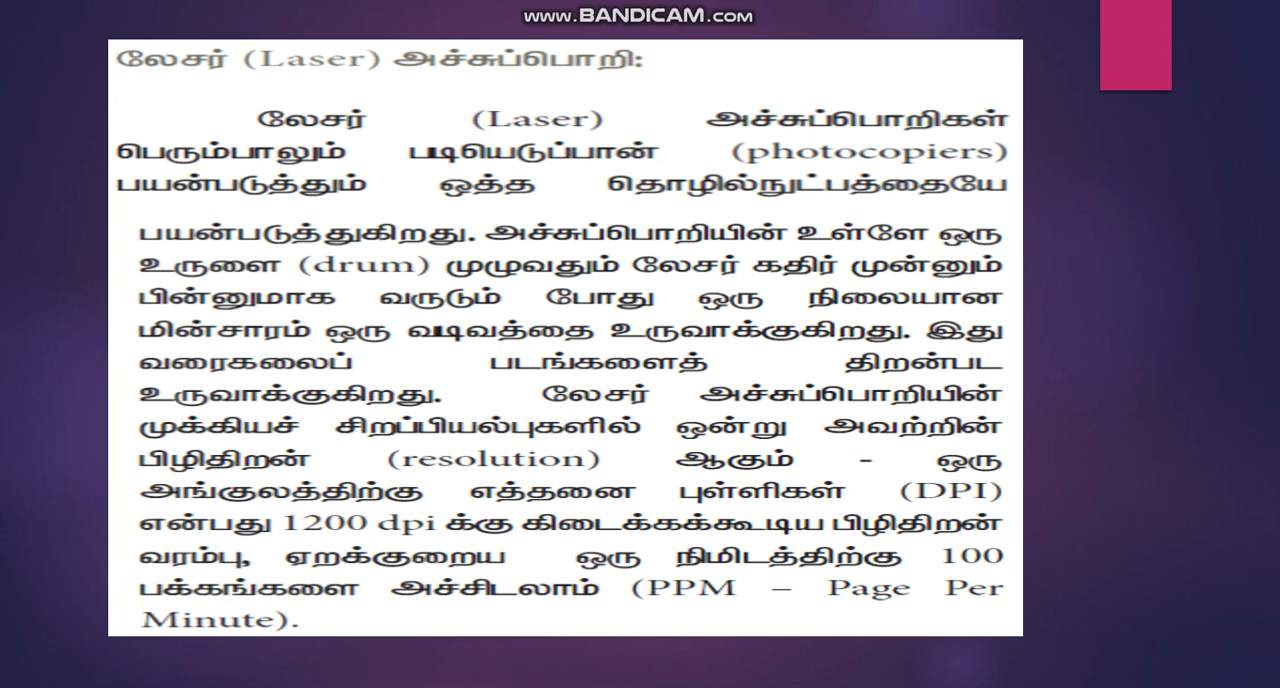 www.BANDICAM.com
லேசர் (Laser) அச்சுப்பொறி:
லேசர் (Laser) அச்சுப்பொறிகள்
பெரும்பாலும் படியெடுப்பான் (photocopiers)
பயன்படுத்தும் ஒத்த தொழில்நுட்பத்தையே
பயன்படுத்துகிறது. அச்சுப்பொறியின் உள்ளே ஒரு
உருளை (drum) முழுவதும் லேசர் கதிர் முன்னும்
பின்னுமாக வருடும் போது ஒரு நிலையான
மின்சாரம் ஒரு வடிவத்தை உருவாக்குகிறது. இது
வரைகலைப் படங்களைத் திறன்பட
உருவாக்குகிறது. லேசர் அச்சுப்பொறியின்
முக்கியச் சிறப்பியல்புகளில் ஒன்று அவற்றின்
பிழிதிறன் (resolution) ஆகும் - ஒரு
அங்குலத்திற்கு எத்தனை புள்ளிகள் (DPI)
என்பது 1200 dpi க்கு கிடைக்கக்கூடிய பிழிதிறன்
வரம்பு, ஏறக்குறைய ஒரு நிமிடத்திற்கு 100
பக்கங்களை அச்சிடலாம் (PPM – Page Per
Minute).